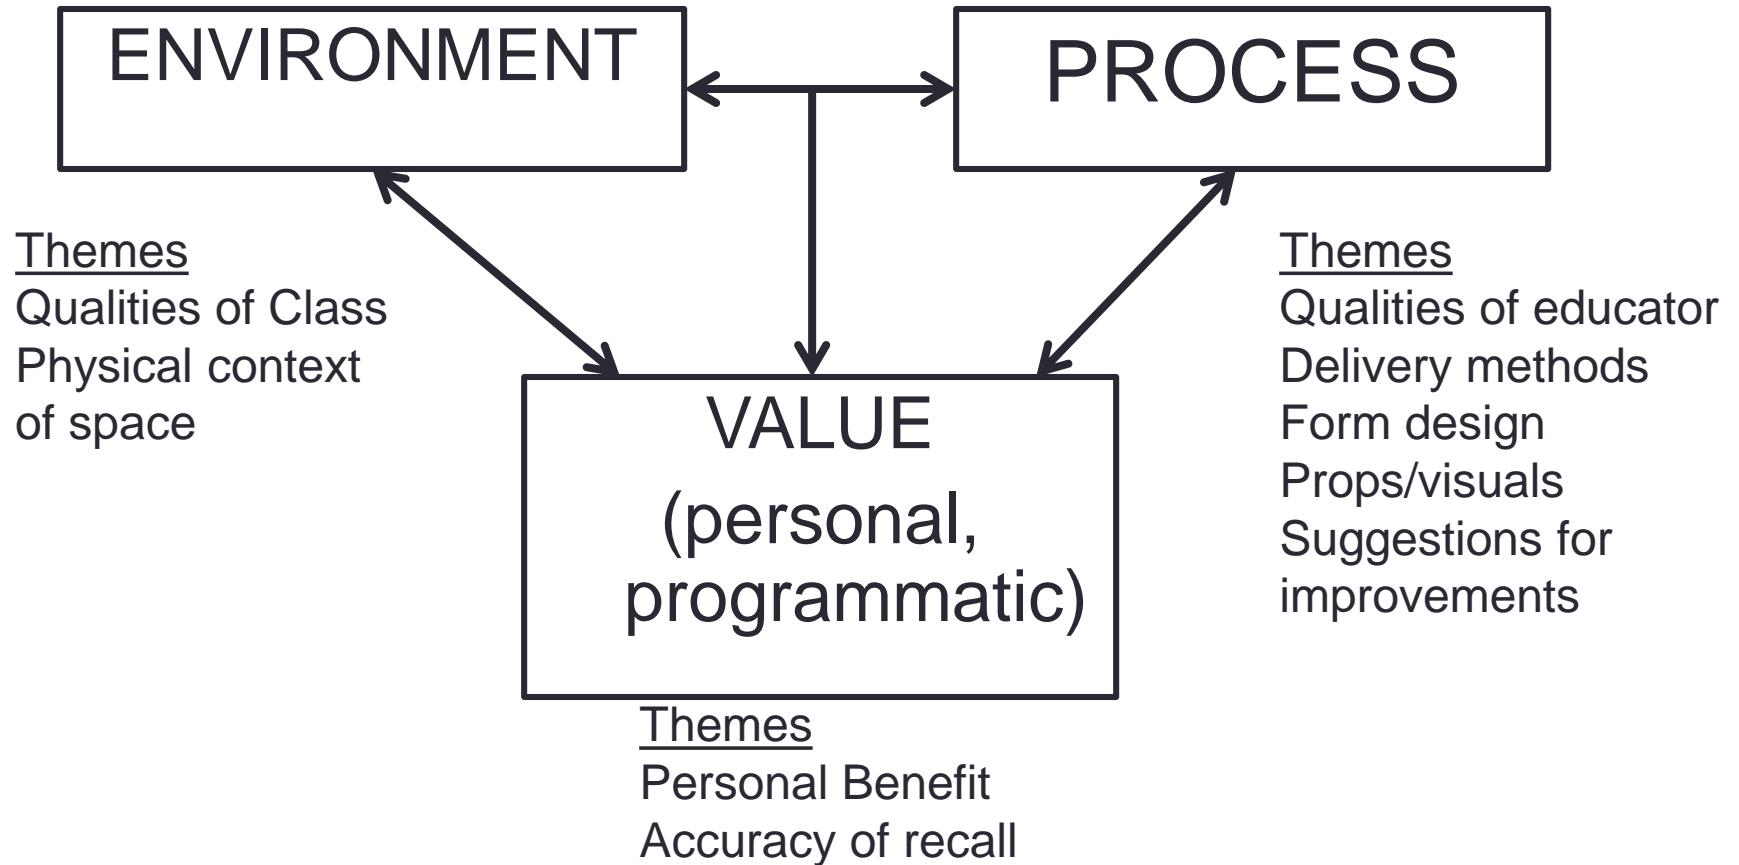 ENVIRONMENT
PROCESS
Themes
Qualities of Class
Physical context
of space
VALUE
(personal,
programmatic)
Themes
Qualities of educator
Delivery methods
Form design
Props/visuals
Suggestions for
improvements
Themes
Personal Benefit
Accuracy of recall